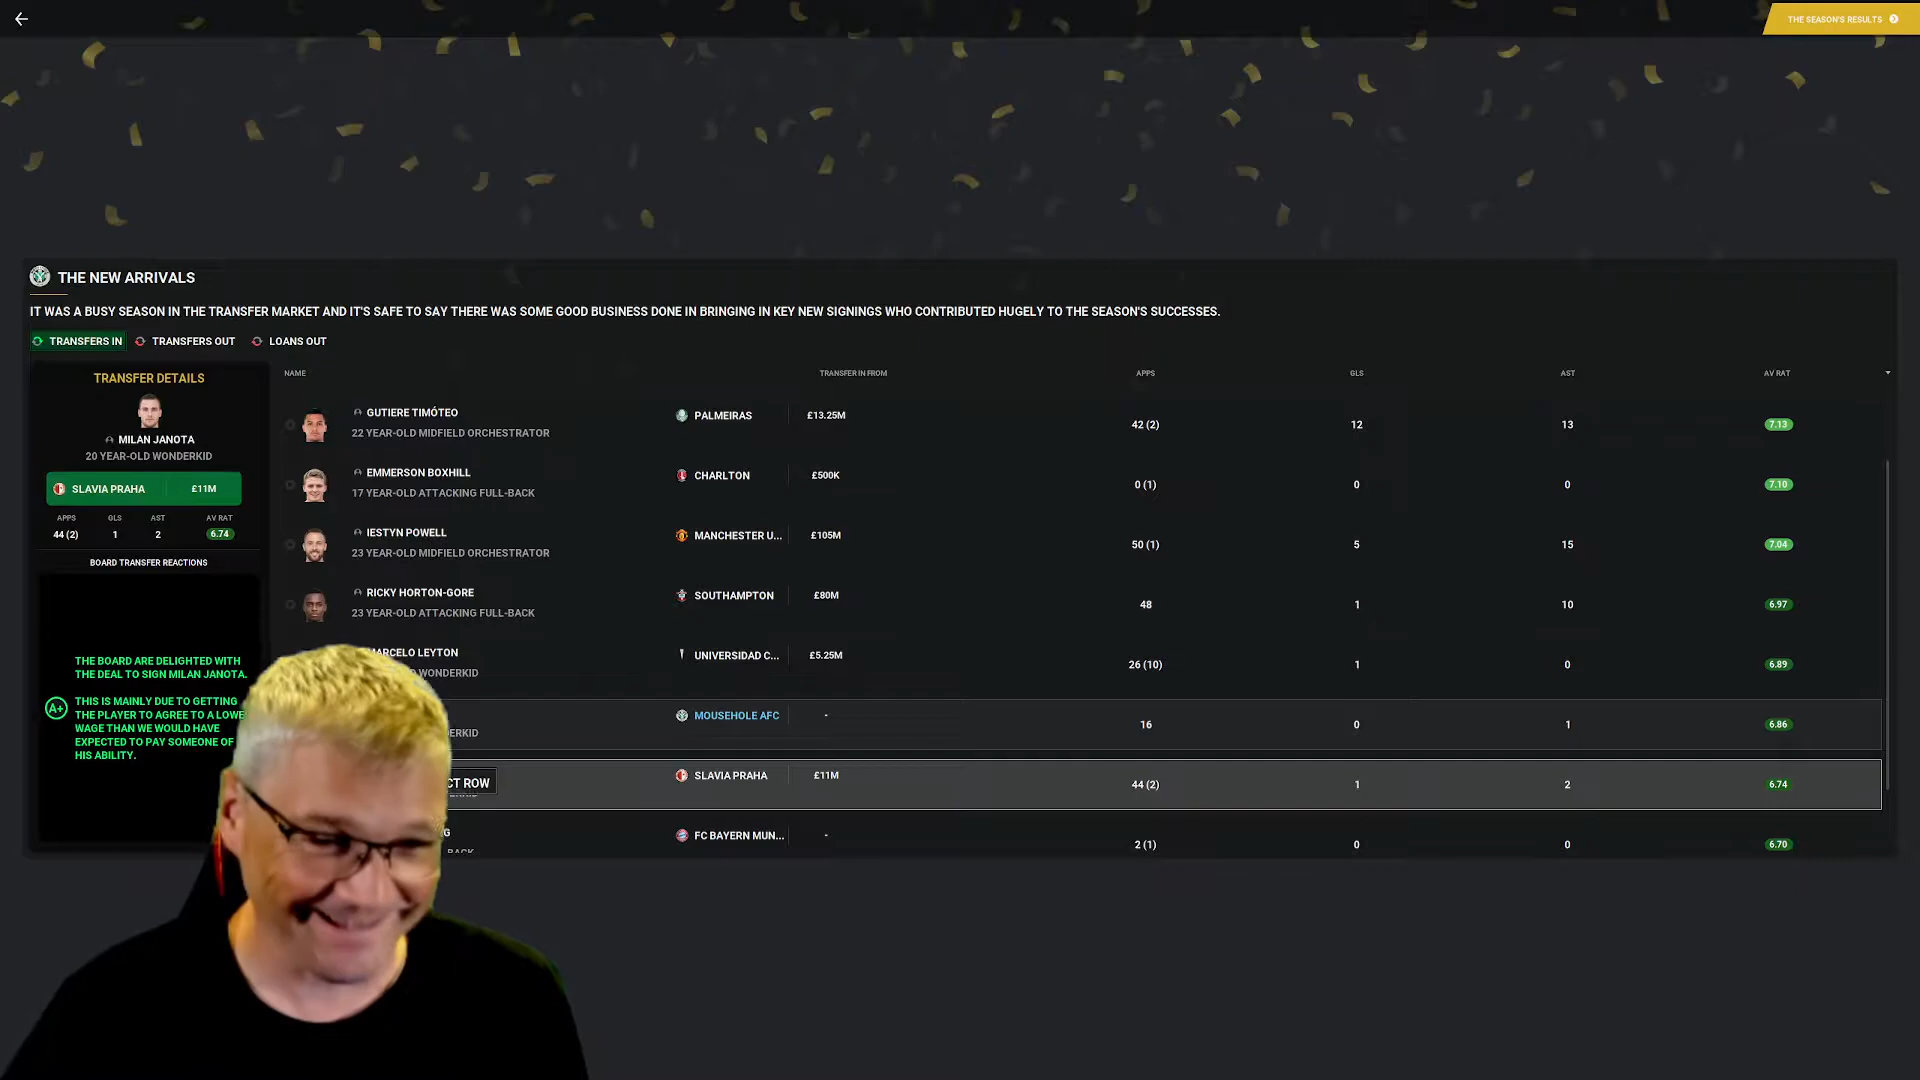 THE SEASON'S RESULTS
THE NEW ARRIVALS
IT WAS A BUSY SEASON IN THE TRANSFER MARKET AND IT'S SAFE TO SAY THERE WAS SOME GOOD BUSINESS DONE IN BRINGING IN KEY NEW SIGNINGS WHO CONTRIBUTED HUGELY TO THE SEASON'S SUCCESSES.
TRANSFERS IN TRANSFERS OUT LOANS OUT
TRANSFER DETAILS
MILAN JANOTA
20 YEAR-OLD WONDERKID
SLAVIA PRAHA £11M
APPS GLS AST AV RAT
44 (2) 1 2 6.74
BOARD TRANSFER REACTIONS
THE BOARD ARE DELIGHTED WITH
THE DEAL TO SIGN MILAN JANOTA.
A+
THIS IS MAINLY DUE TO GETTING
THE PLAYER TO AGREE TO A LOWE
WAGE THAN WE WOULD HAVE
EXPECTED TO PAY SOMEONE OF
HIS ABILITY.
NAME TRANSFER IN FROM APPS GLS AST AV RAT
GUTIERE TIMÓTEO PALMEIRAS £13.25M 42 (2) 12 13 7.13
22 YEAR-OLD MIDFIELD ORCHESTRATOR
EMMERSON BOXHILL CHARLTON £500K 0 (1) 0 0 7.10
17 YEAR-OLD ATTACKING FULL-BACK
IESTYN POWELL MANCHESTER U... £105M 50 (1) 5 15 7.04
23 YEAR-OLD MIDFIELD ORCHESTRATOR
RICKY HORTON-GORE SOUTHAMPTON £80M 48 1 10 6.97
23 YEAR-OLD ATTACKING FULL-BACK
MARCELO LEYTON UNIVERSIDAD C... £5.25M 26 (10) 1 0 6.89
WONDERKID
MOUSEHOLE AFC - 16 0 1 6.86
DERKID
CT ROW SLAVIA PRAHA £11M 44 (2) 1 2 6.74
G FC BAYERN MUN... - 2 (1) 0 0 6.70
BACK